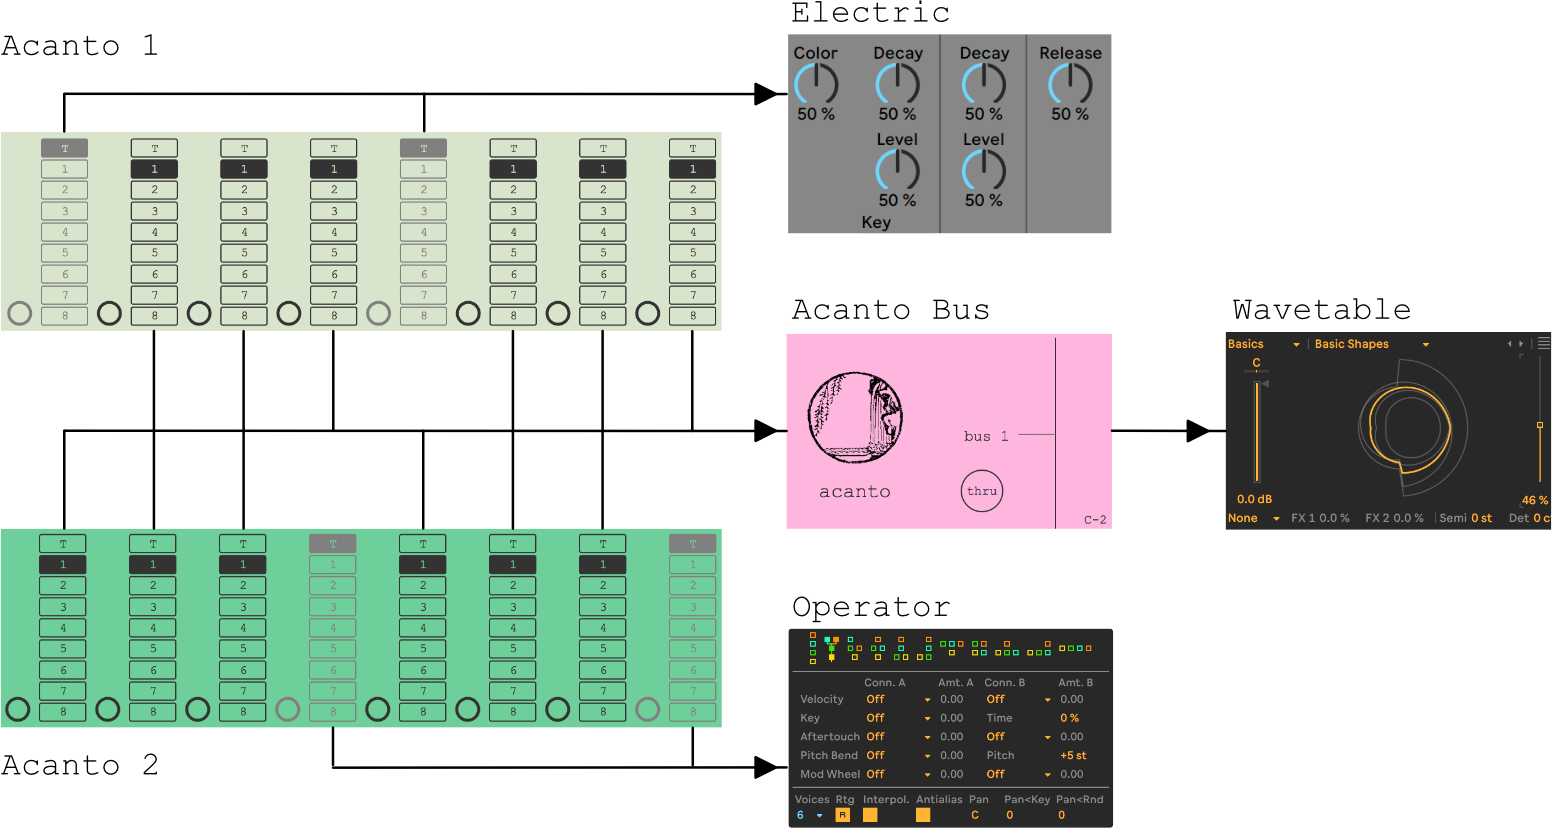 Electric
Acanto 1
Color Decay Decay Release
50 % 50 % 50 % 50 %
Level Level
50 % 50 %
Key
T T T T T T T T
1 1 1 1 1 1 1 1
2 2 2 2 2 2 2 2
3 3 3 3 3 3 3 3
4 4 4 4 4 4 4 4
5 5 5 5 5 5 5 5
6 6 6 6 6 6 6 6
7 7 7 7 7 7 7 7
8 8 8 8 8 8 8 8
Acanto Bus
bus 1
acanto
thru
C-2
Wavetable
Basics Basic Shapes
C
0.0 dB 46 %
None FX 1 0.0 % FX 2 0.0 % Semi 0 st Det 0 c
T T T T T T T T
1 1 1 1 1 1 1 1
2 2 2 2 2 2 2 2
3 3 3 3 3 3 3 3
4 4 4 4 4 4 4 4
5 5 5 5 5 5 5 5
6 6 6 6 6 6 6 6
7 7 7 7 7 7 7 7
8 8 8 8 8 8 8 8
Acanto 2
Operator
Conn. A Amt. A Conn. B Amt. B
Velocity Off 0.00 Off 0.00
Key Off 0.00 Time 0 %
Aftertouch Off 0.00 Off 0.00
Pitch Bend Off 0.00 Pitch +5 st
Mod Wheel Off 0.00 Off 0.00
Voices Rtg Interpol. Antialias Pan Pan<Key Pan<Rnd
6 R C 0 0